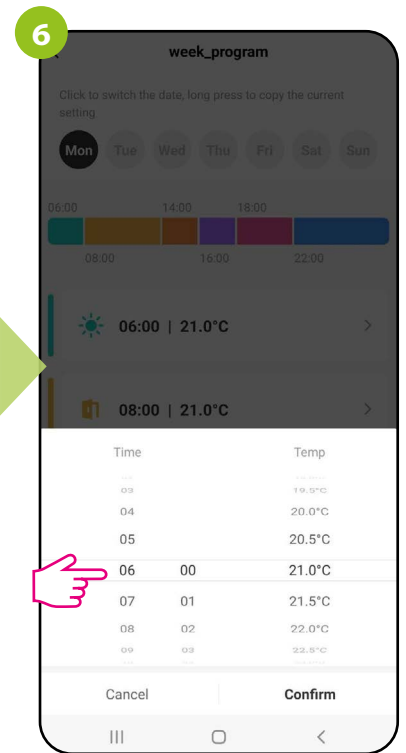 6
week_program
Click to switch the date, long press to copy the current
setting
Mon Tue Wed Thu Fri Sat Sun
06:00 14:00 18:00
08:00 16:00 22:00
06:00 | 21.0°C
08:00 | 21.0°C
Time Temp
03 19.5°C
04 20.0°C
05 20.5°C
06 00 21.0°C
07 01 21.5°C
08 02 22.0°C
09 03 22.5°C
Cancel Confirm